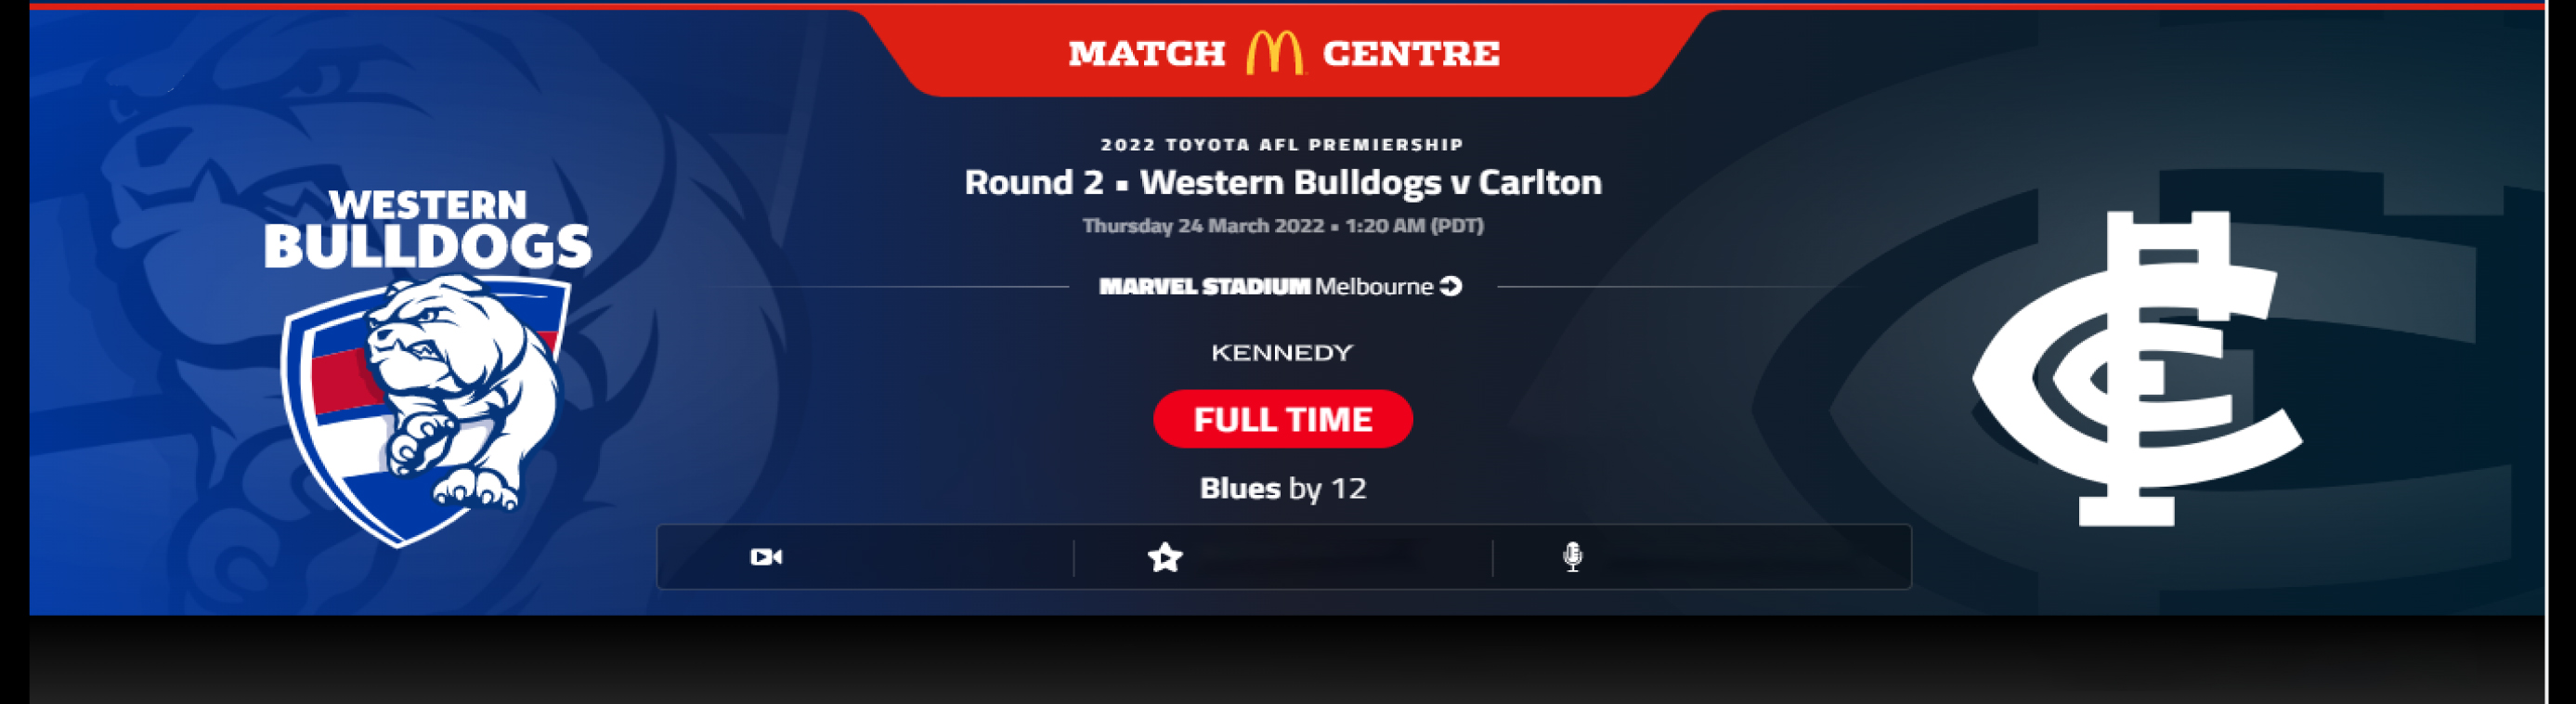 MATCH CENTRE
2022 TOYOTA AFL PREMIERSHIP
Round 2 ▪ Western Bulldogs v Carlton
Thursday 24 March 2022 ▪ 1:20 AM (PDT)
MARVEL STADIUM Melbourne
KENNEDY
FULL TIME
Blues by 12
WESTERN
BULLDOGS
CFC